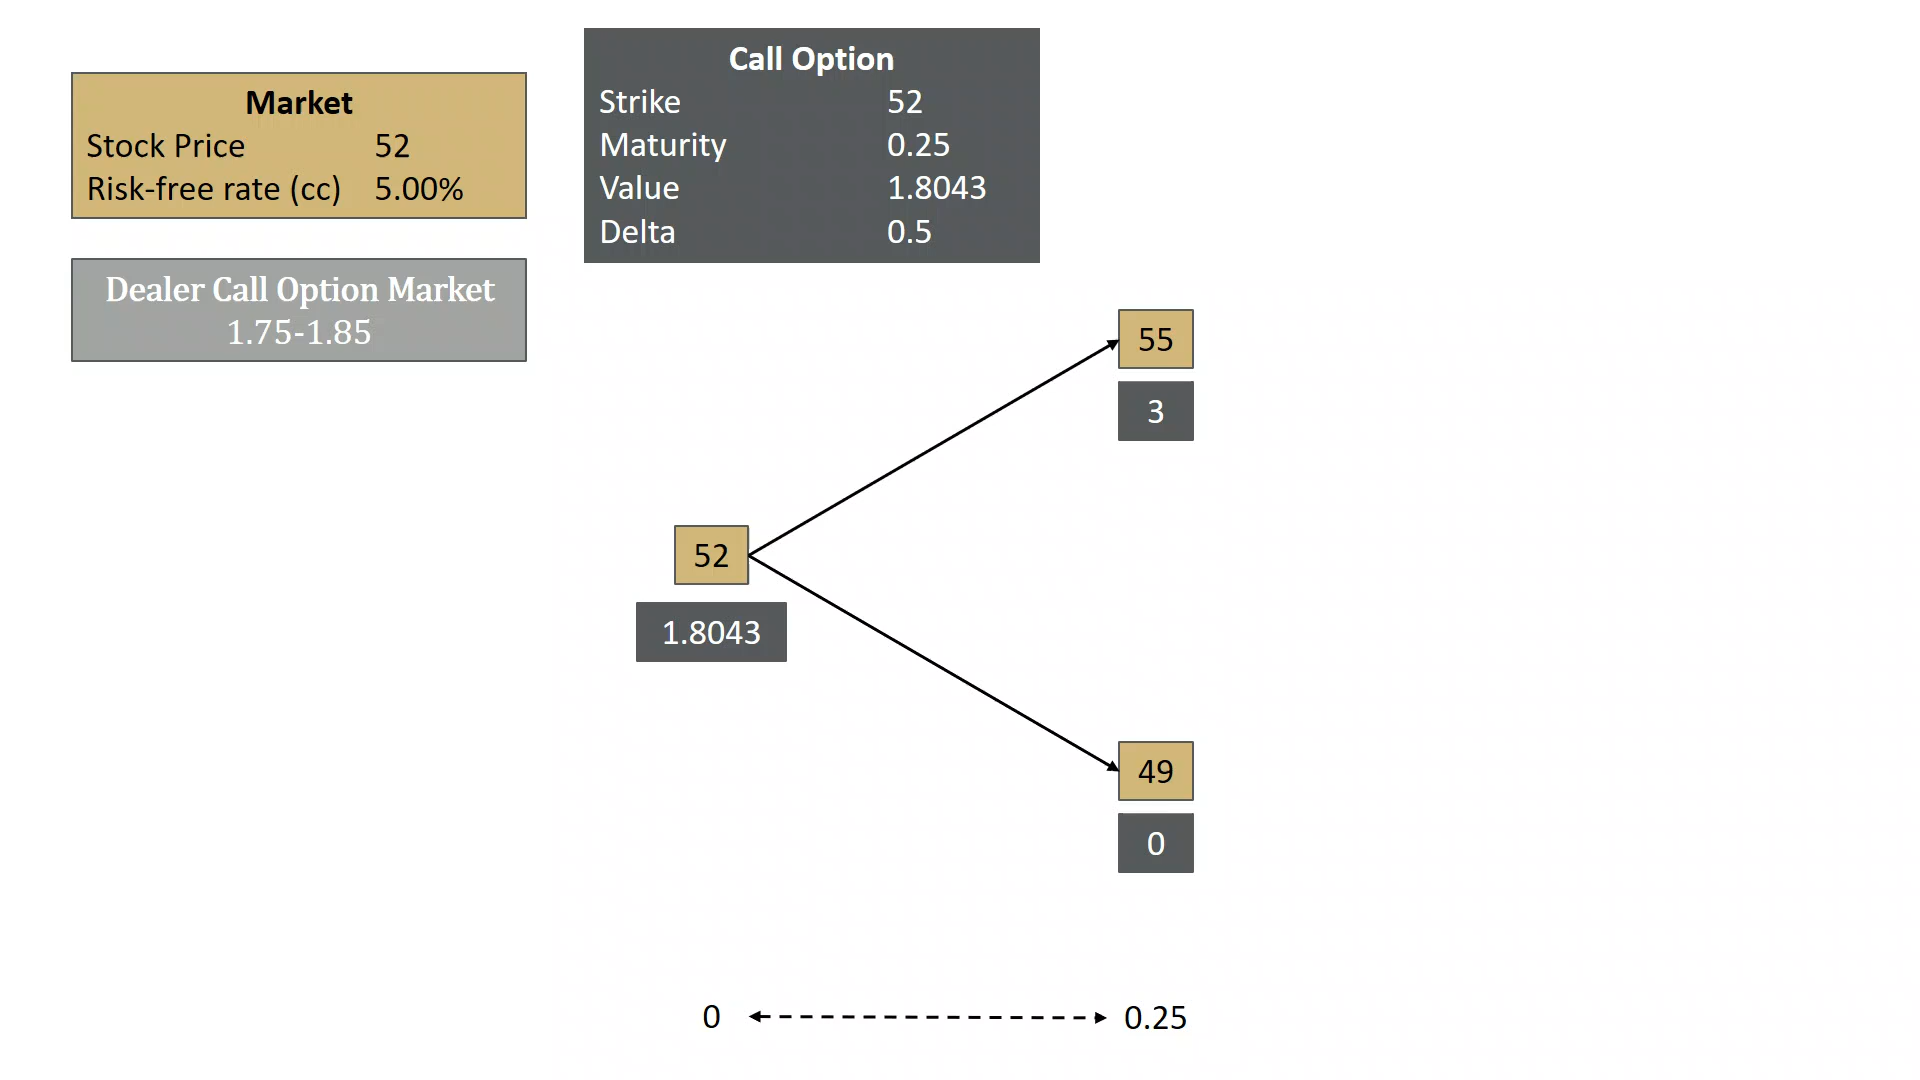 Market
Stock Price 52
Risk-free rate (cc) 5.00%
Dealer Call Option Market
1.75-1.85
Call Option
Strike 52
Maturity 0.25
Value 1.8043
Delta 0.5
55
3
52
1.8043
49
0
0 0.25